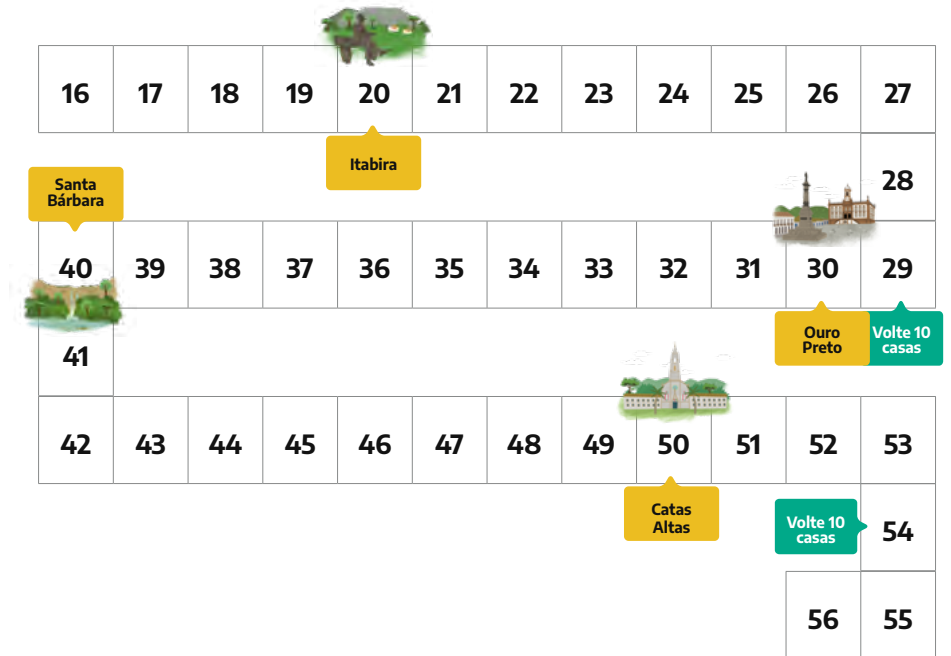 16 17 18 19 20 21 22 23 24 25 26 27
Itabira
28
Santa
Bárbara
40 39 38 37 36 35 34 33 32 31 30 29
Ouro
Preto
Volte 10
casas
41
42 43 44 45 46 47 48 49 50 51 52 53
Catas
Altas
Volte 10
casas
54
56 55